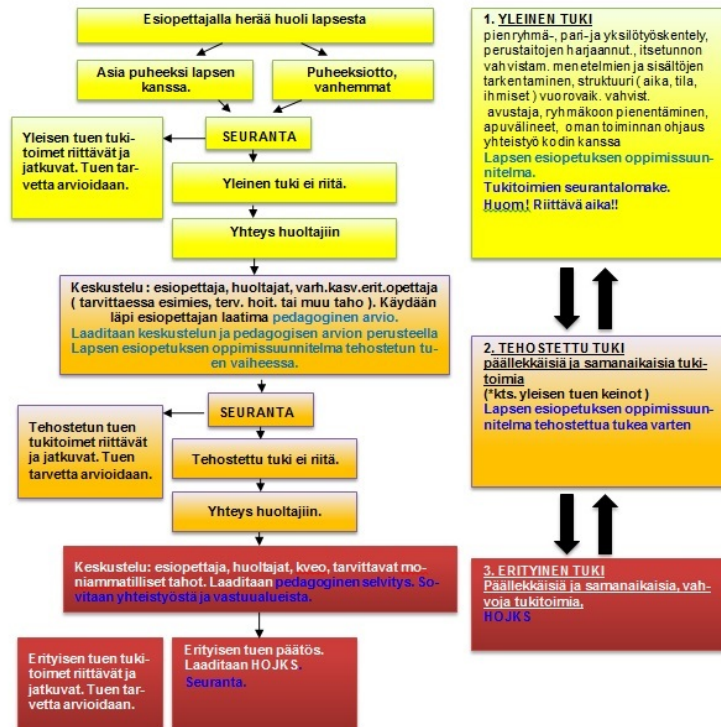 Esiopettajalla herää huoli lapsesta
Asia puheeksi lapsen
kanssa.
Puheeksiotto,
vanhemmat
SEURANTA
Yleisen tuen tuki-
toimet riittävät ja
jatkuvat. Tuen tar-
vetta arvioidaan.
Yleinen tuki ei riitä.
Yhteys huoltajiin
Keskustelu : esiopettaja, huoltajat, varh.kasv.erit.opettaja
( tarvittaessa esimies, terv. hoit. tai muu taho ). Käydään
läpi esiopettajan laatima pedagoginen arvio.
Laaditaan keskustelun ja pedagogisen arvion perusteella
Lapsen esiopetuksen oppimissuunnitelma tehostetun tu-
en vaiheessa.
SEURANTA
Tehostetun tuen
tukitoimet riittävät
ja jatkuvat. Tuen
tarvetta arvioidaan.
Tehostettu tuki ei riitä.
Yhteys huoltajiin.
Keskustelu: esiopettaja, huoltajat, kveo, tarvittavat mo-
niammatilliset tahot. Laaditaan pedagoginen selvitys. So-
vitaan yhteistyöstä ja vastuualueista.
Erityisen tuen tuki-
toimet riittävät ja
jatkuvat. Tuen tar-
vetta arvioidaan.
Erityisen tuen päätös.
Laaditaan HOJKS.
Seuranta.
1. YLEINEN TUKI
pienryhmä-, pari-ja yksilötyöskentely,
perustaitojen harjaannut., itsetunnon
vahvistam. menetelmien ja sisältöjen
tarkentaminen, struktuuri ( aika, tila,
ihmiset ) vuorovaik. vahvist.
avustaja, ryhmäkoon pienentäminen,
apuvälineet, oman toiminnan ohjaus
yhteistyö kodin kanssa
Lapsen esiopetuksen oppimissuun-
nitelma.
Tukitoimien seurantalomake.
Huom! Riittävä aika!!
2. TEHOSTETTU TUKI
päällekkäisiä ja samanaikaisia tuki-
toimia
(*kts. yleisen tuen keinot )
Lapsen esiopetuksen oppimissuun-
nitelma tehostettua tukea varten
3. ERITYINEN TUKI
Päällekkäisiä ja samanaikaisia, vah-
voja tukitoimia,
HOJKS